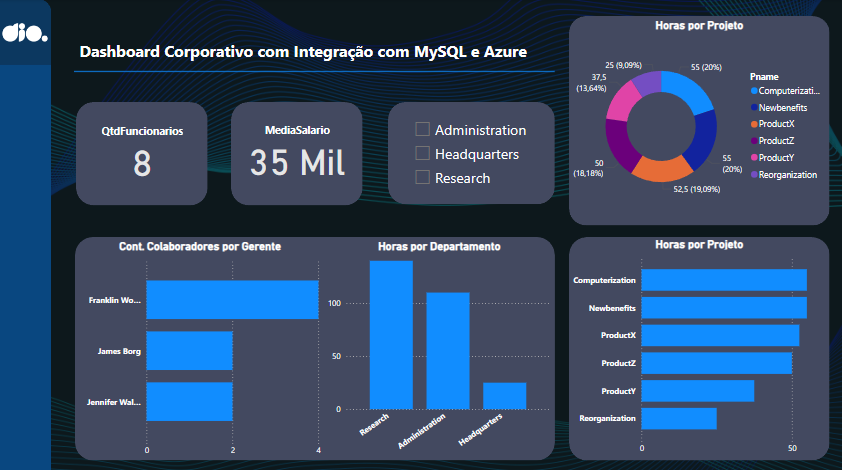 dio.
Dashboard Corporativo com Integração com MySQL e Azure
QtdFuncionarios
8
MediaSalario
35 Mil
Administration
Headquarters
Research
Horas por Projeto
25 (9,09%)
55 (20%)
37,5
(13,64%)
50
(18,18%)
55
(20%)
52,5 (19,09%)
Pname
Computerizati...
Newbenefits
ProductX
ProductZ
ProductY
Reorganization
Cont. Colaboradores por Gerente
Franklin Wo...
James Borg
Jennifer Wal...
0
2
4
Horas por Departamento
100
50
0
Research
Administration
Headquarters
Horas por Projeto
Computerization
Newbenefits
ProductX
ProductZ
ProductY
Reorganization
0
50